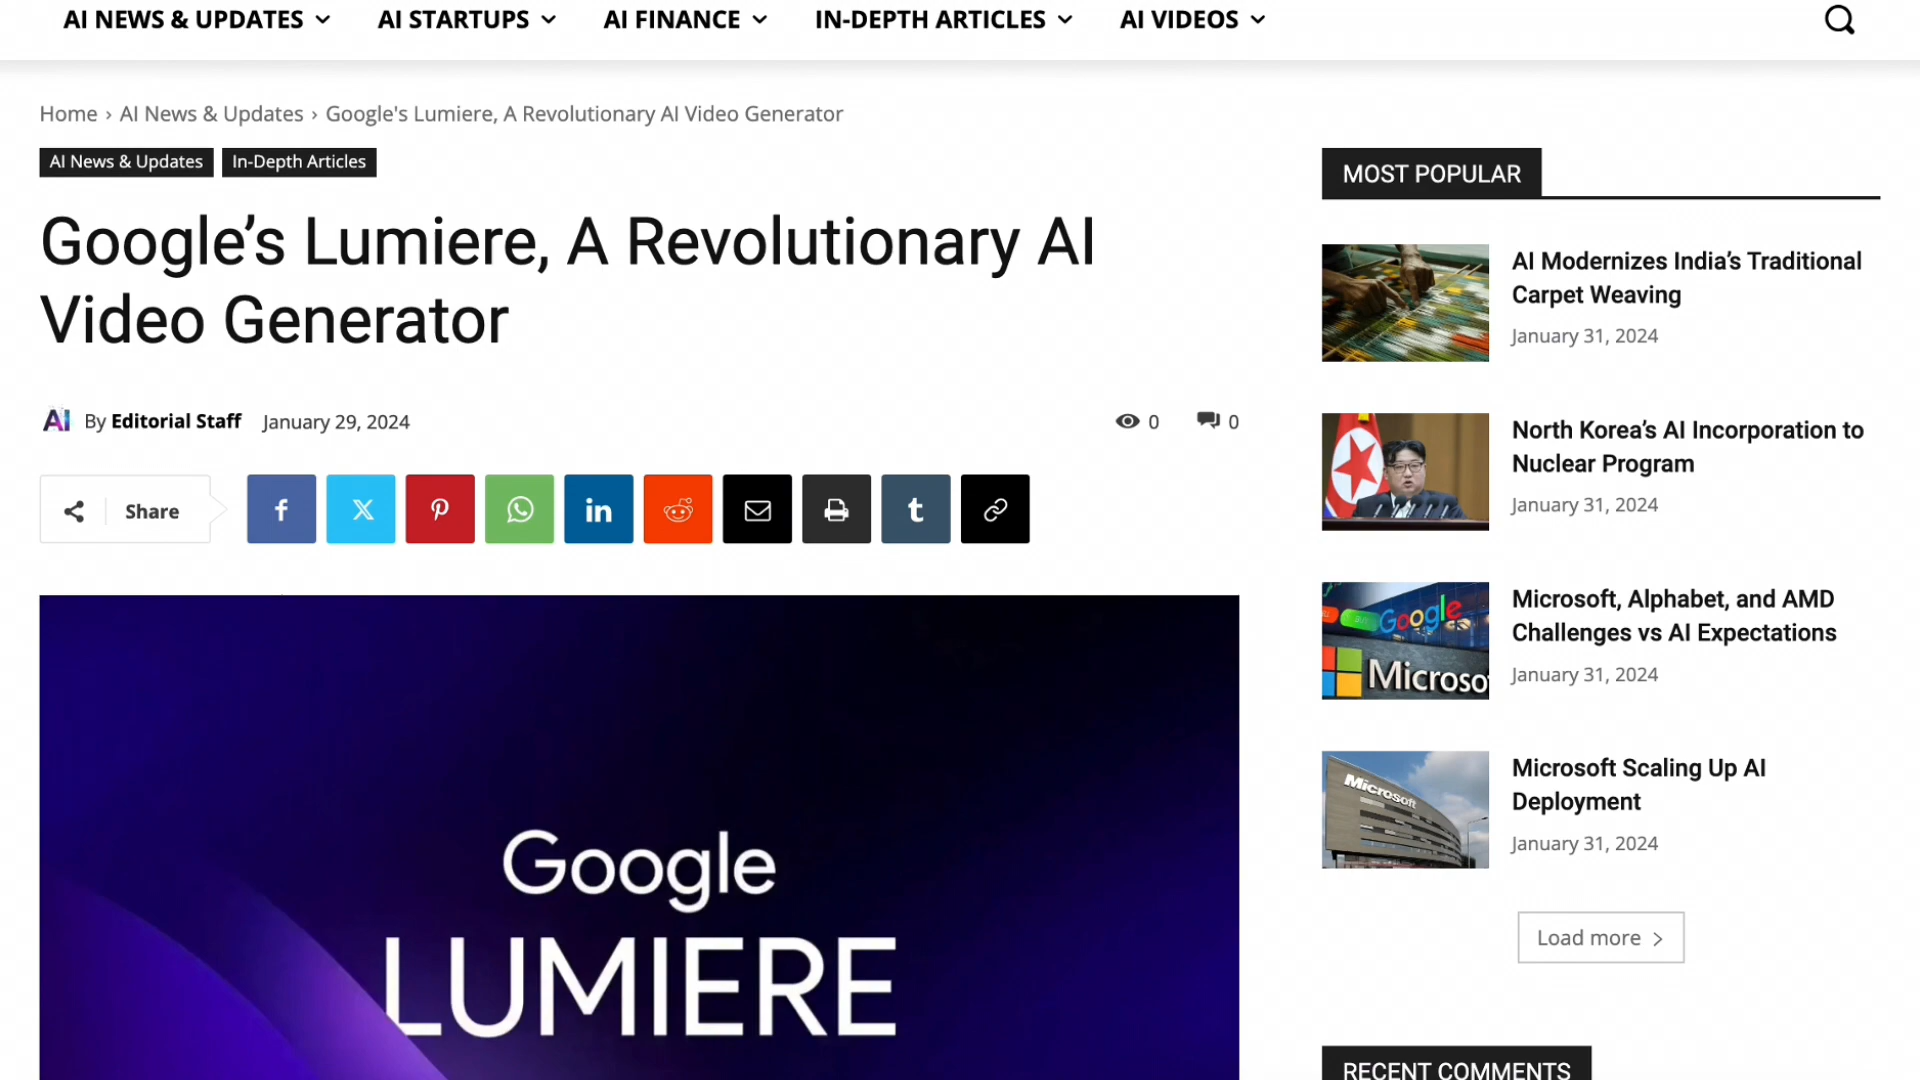 AI NEWS & UPDATES AI STARTUPS AI FINANCE IN-DEPTH ARTICLES AI VIDEOS
Home › AI News & Updates › Google's Lumiere, A Revolutionary AI Video Generator
AI News & Updates In-Depth Articles
Google’s Lumiere, A Revolutionary AI
Video Generator
AI By Editorial Staff January 29, 2024 0 0
Share
Google
LUMIERE
MOST POPULAR
AI Modernizes India’s Traditional
Carpet Weaving
January 31, 2024
North Korea’s AI Incorporation to
Nuclear Program
January 31, 2024
Google
Microso
Microsoft, Alphabet, and AMD
Challenges vs AI Expectations
January 31, 2024
Microsoft
Microsoft Scaling Up AI
Deployment
January 31, 2024
Load more
RECENT COMMENTS